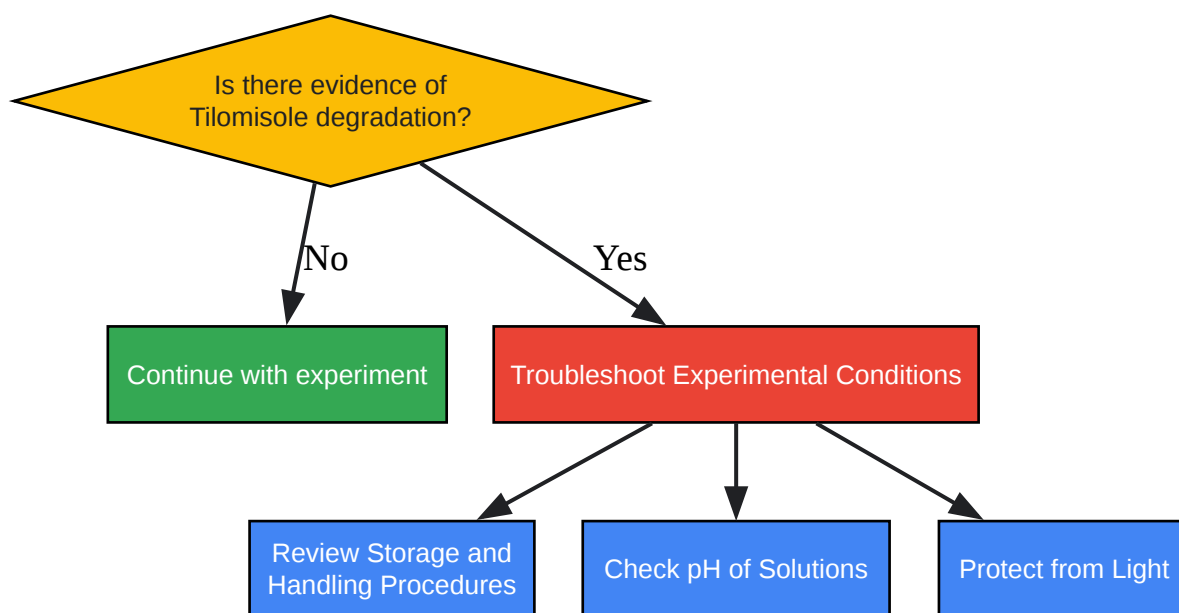 Is there evidence of
Tilomisole degradation?
No
Yes
Continue with experiment
Troubleshoot Experimental Conditions
Review Storage and
Handling Procedures
Check pH of Solutions
Protect from Light